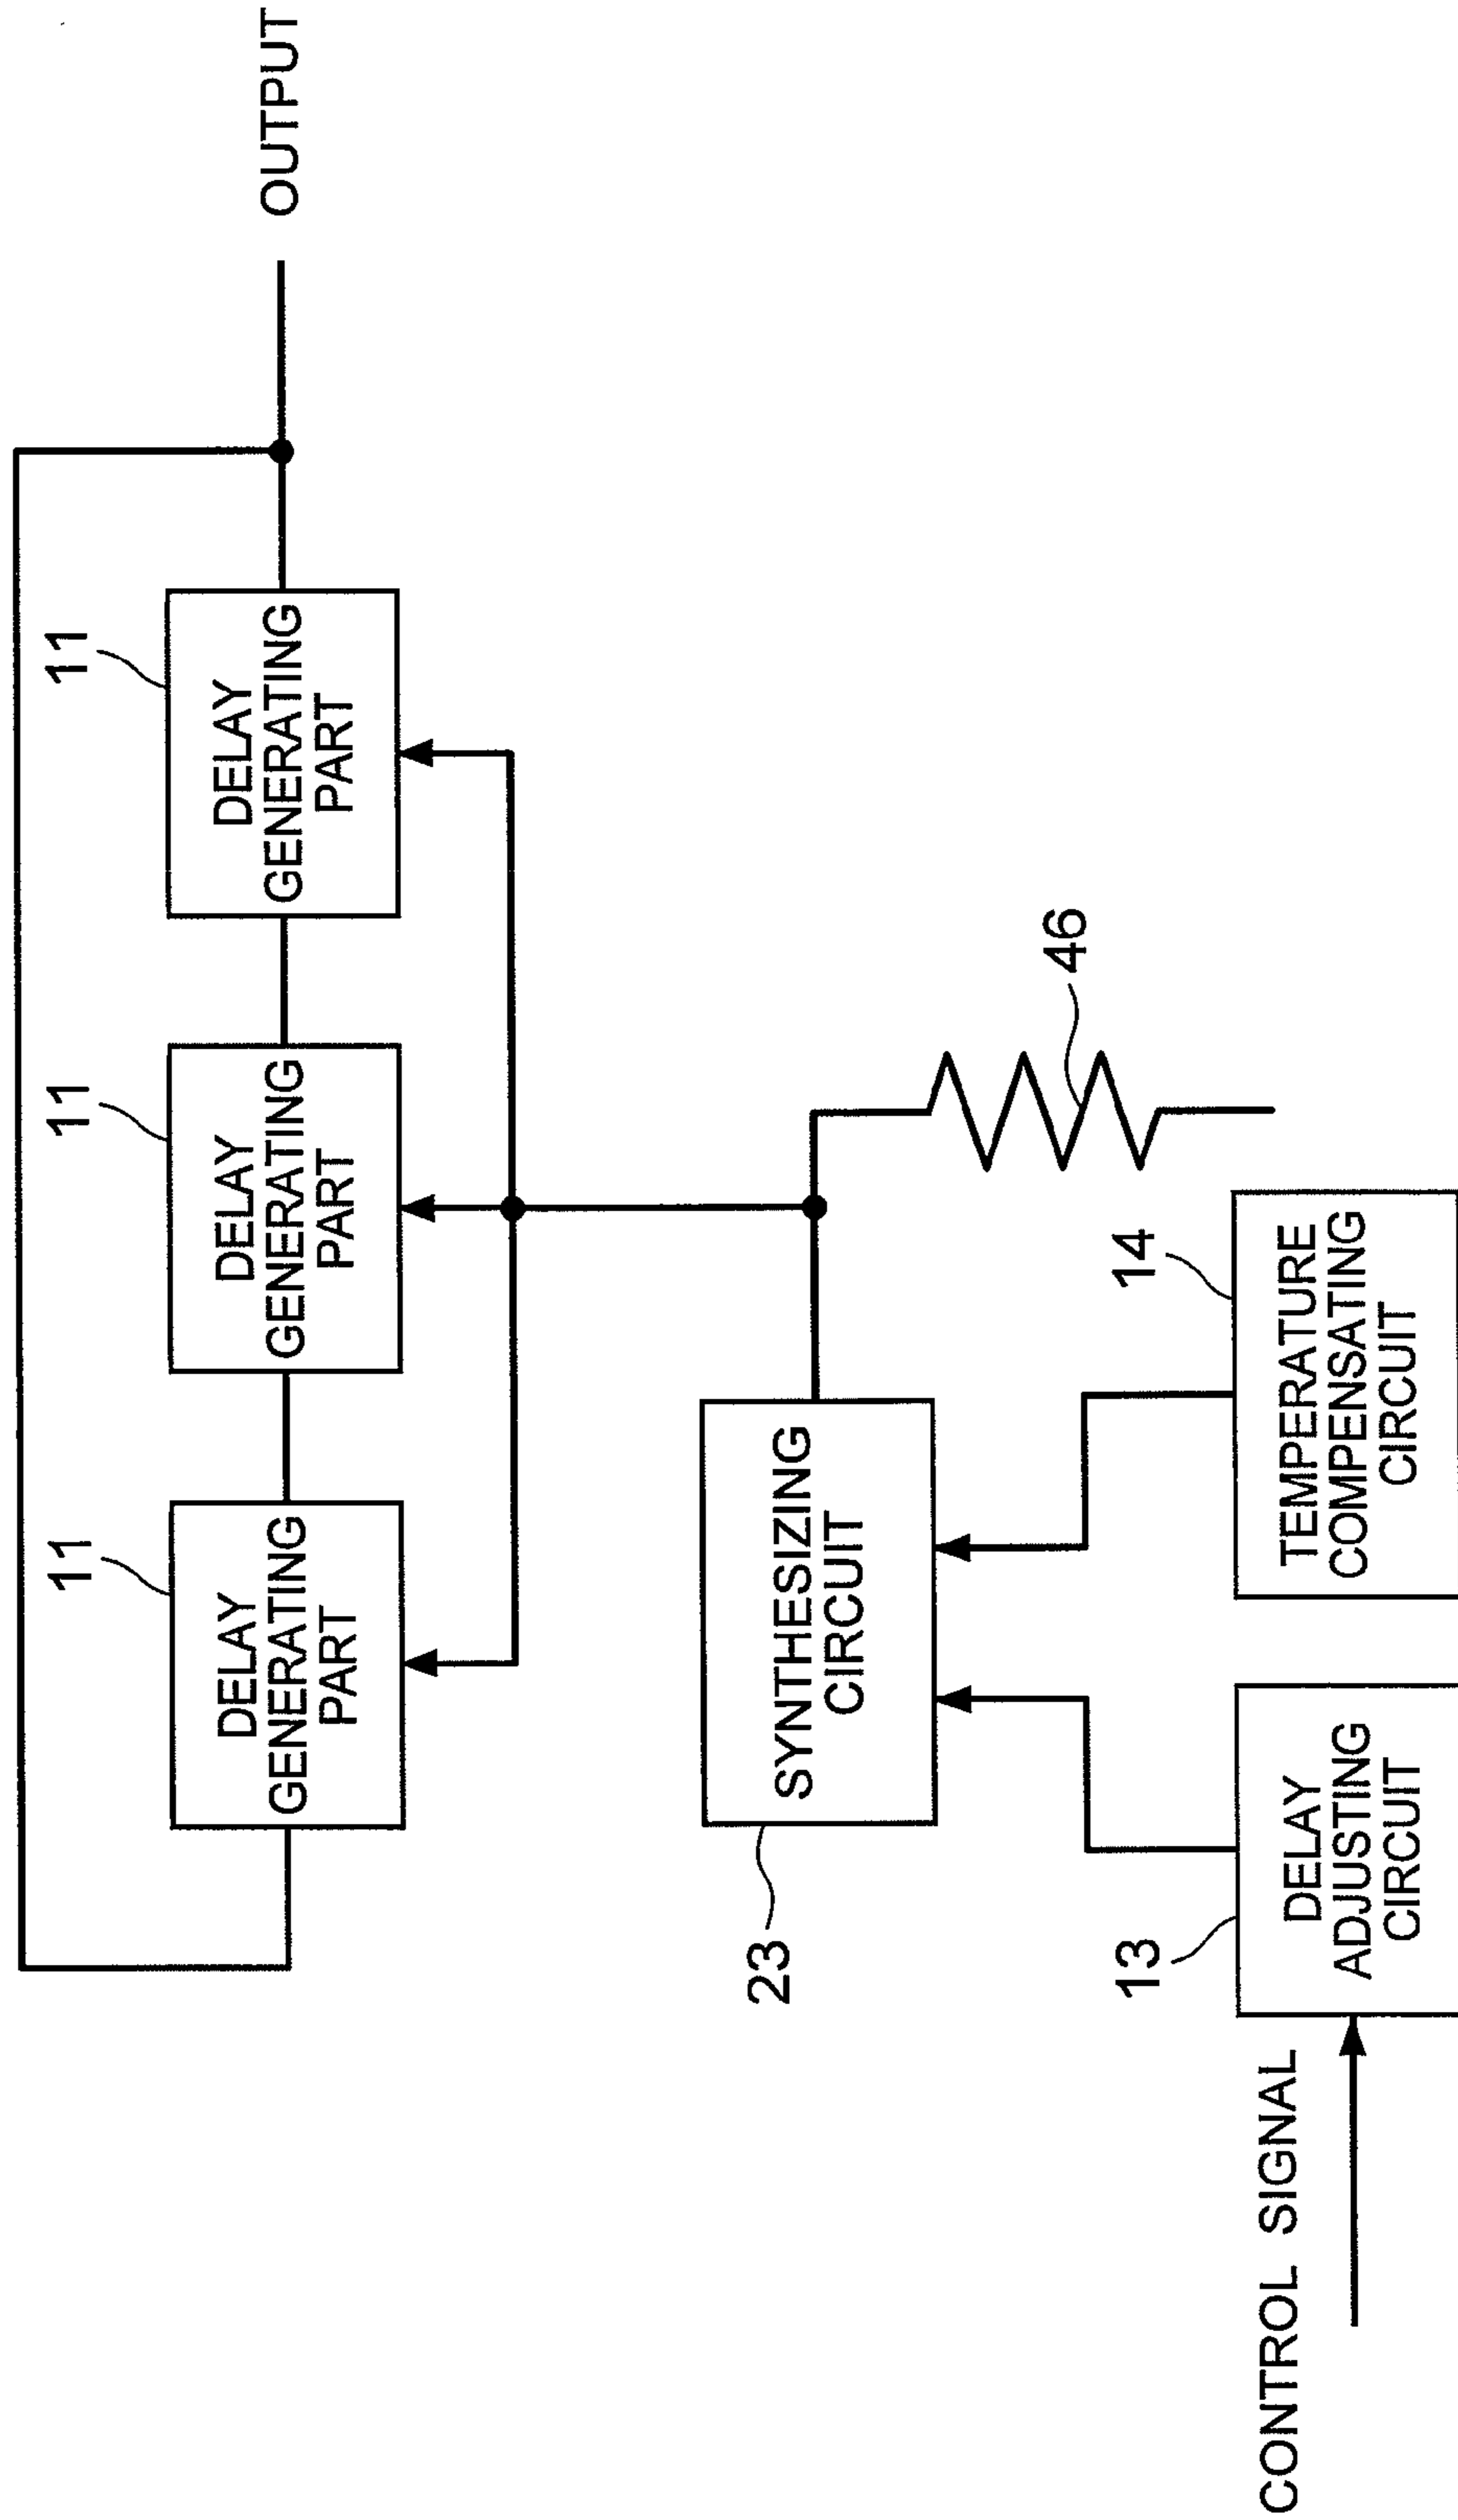 OUTPUT
11
11
11
DELAY
GENERATING
PART
DELAY
GENERATING
PART
DELAY
GENERATING
PART
23
SYNTHESIZING
CIRCUIT
46
13
14
CONTROL SIGNAL
DELAY
ADJUSTING
CIRCUIT
TEMPERATURE
COMPENSATING
CIRCUIT